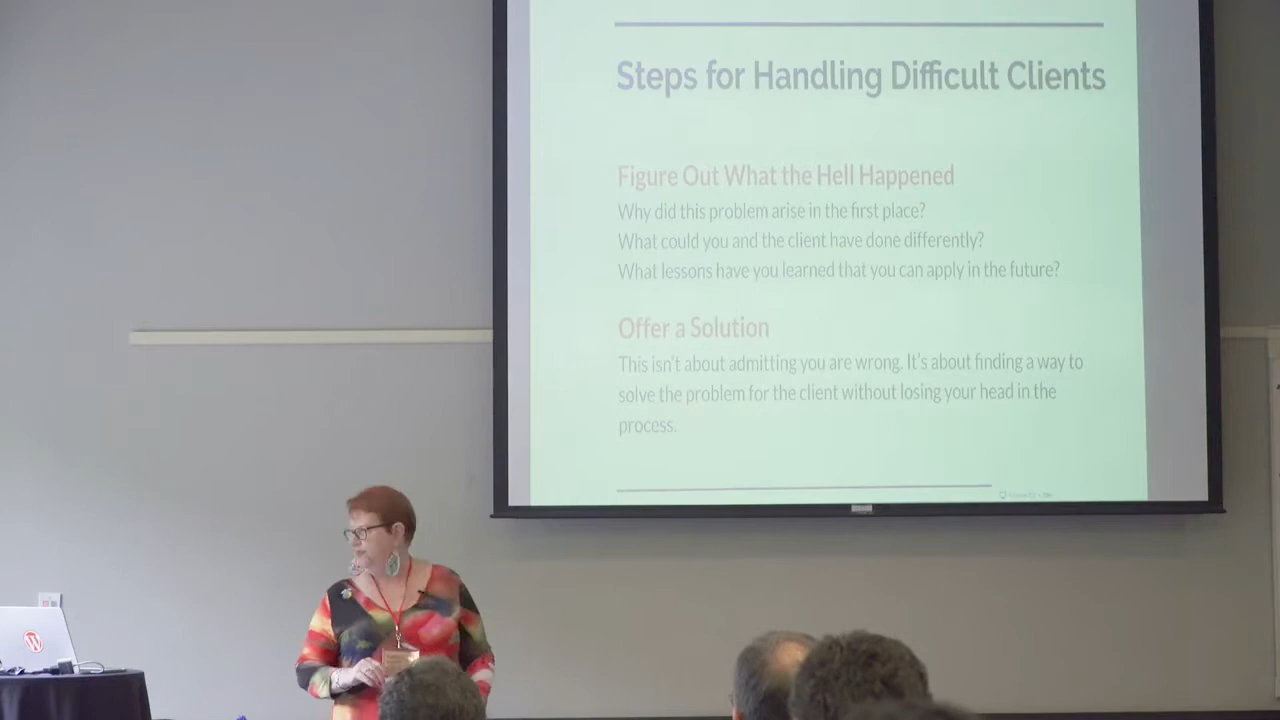 Steps for Handling Difficult Clients
Figure Out What the Hell Happened
Why did this problem arise in the first place?
What could you and the client have done differently?
What lessons have you learned that you can apply in the future?
Offer a Solution
This isn't about admitting you are wrong. It's about finding a way to
solve the problem for the client without losing your head in the
process.